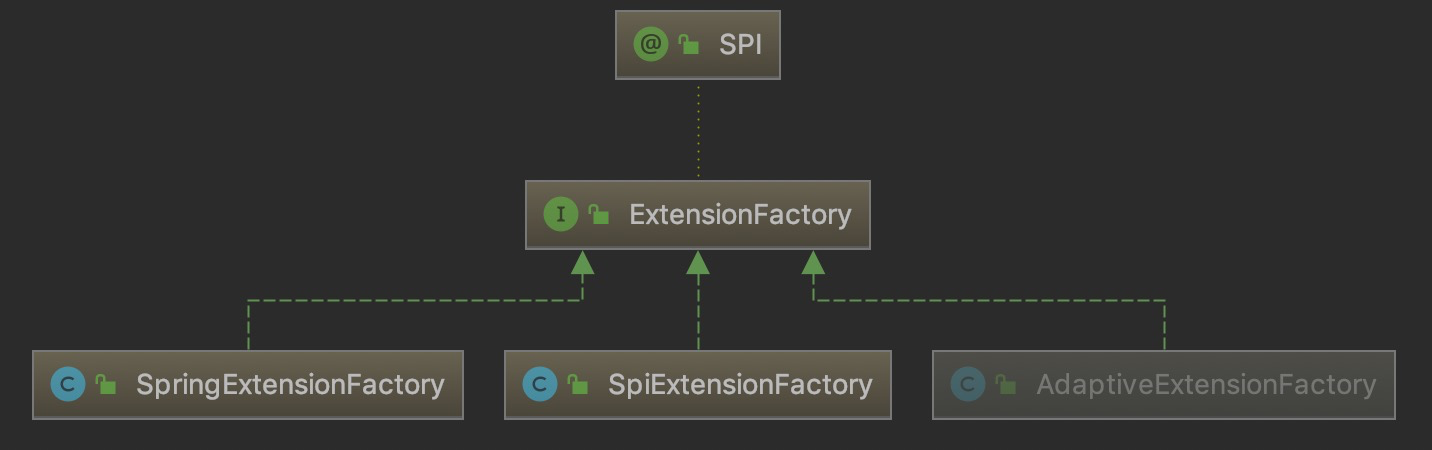 @ SPI
I ExtensionFactory
C SpringExtensionFactory
C SpiExtensionFactory
C AdaptiveExtensionFactory